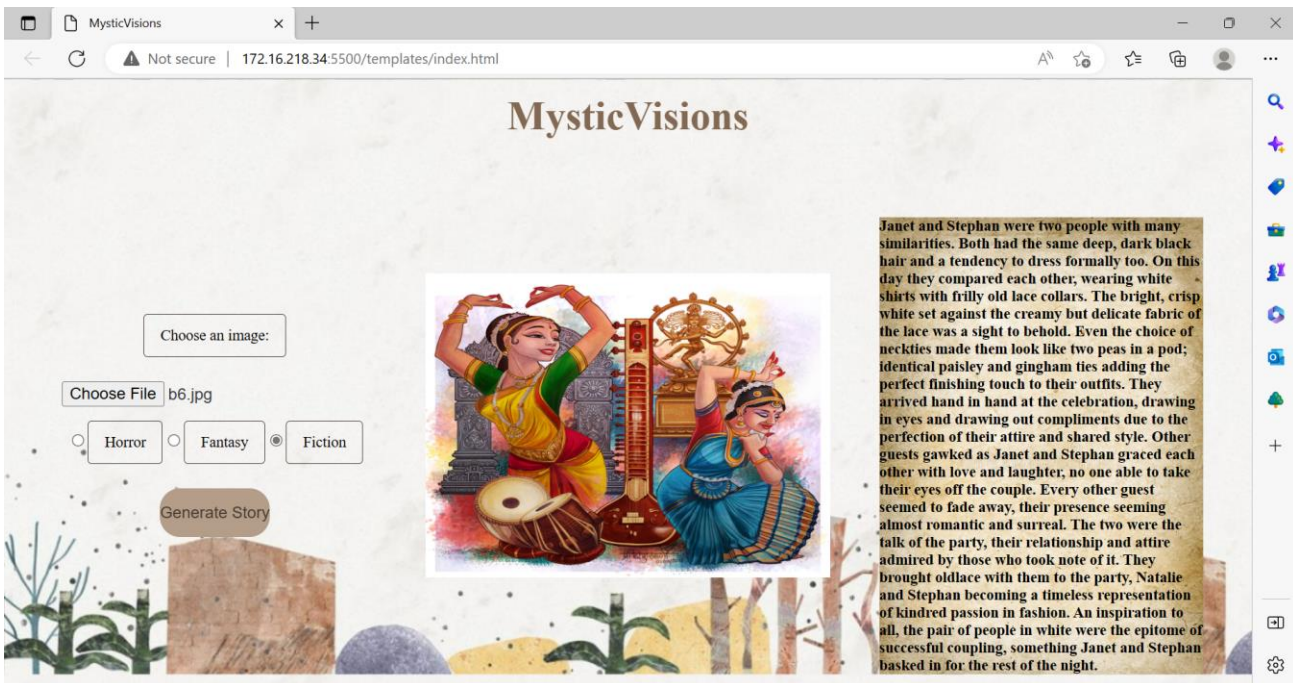 MysticVisions
Not secure | 172.16.218.34:5500/templates/index.html
MysticVisions
Choose an image:
Choose File b6.jpg
Horror Fantasy Fiction
Generate Story
Janet and Stephan were two people with many
similarities. Both had the same deep, dark black
hair and a tendency to dress formally too. On this
day they compared each other, wearing white
shirts with frilly old lace collars. The bright, crisp
white set against the creamy but delicate fabric of
the lace was a sight to behold. Even the choice of
neckties made them look like two peas in a pod;
identical paisley and gingham ties adding the
perfect finishing touch to their outfits. They
arrived hand in hand at the celebration, drawing
in eyes and drawing out compliments due to the
perfection of their attire and shared style. Other
guests gawked as Janet and Stephan graced each
other with love and laughter, no one able to take
their eyes off the couple. Every other guest
seemed to fade away, their presence seeming
almost romantic and surreal. The two were the
talk of the party, their relationship and attire
admired by those who took note of it. They
brought oldlace with them to the party, Natalie
and Stephan becoming a timeless representation
of kindred passion in fashion. An inspiration to
all, the pair of people in white were the epitome of
successful coupling, something Janet and Stephan
basked in for the rest of the night.